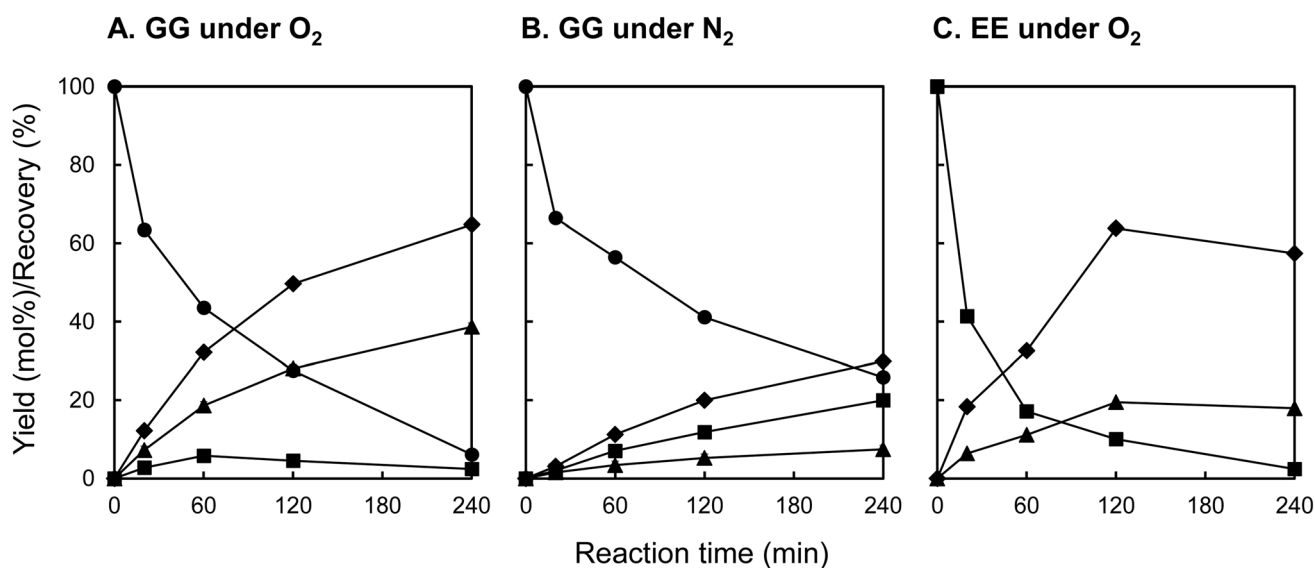 A. GG under O₂
B. GG under N₂
C. EE under O₂
Yield (mol%)/Recovery (%)
100
80
60
40
20
0
0 60 120 180 240
0 60 120 180 240
0 60 120 180 240
Reaction time (min)